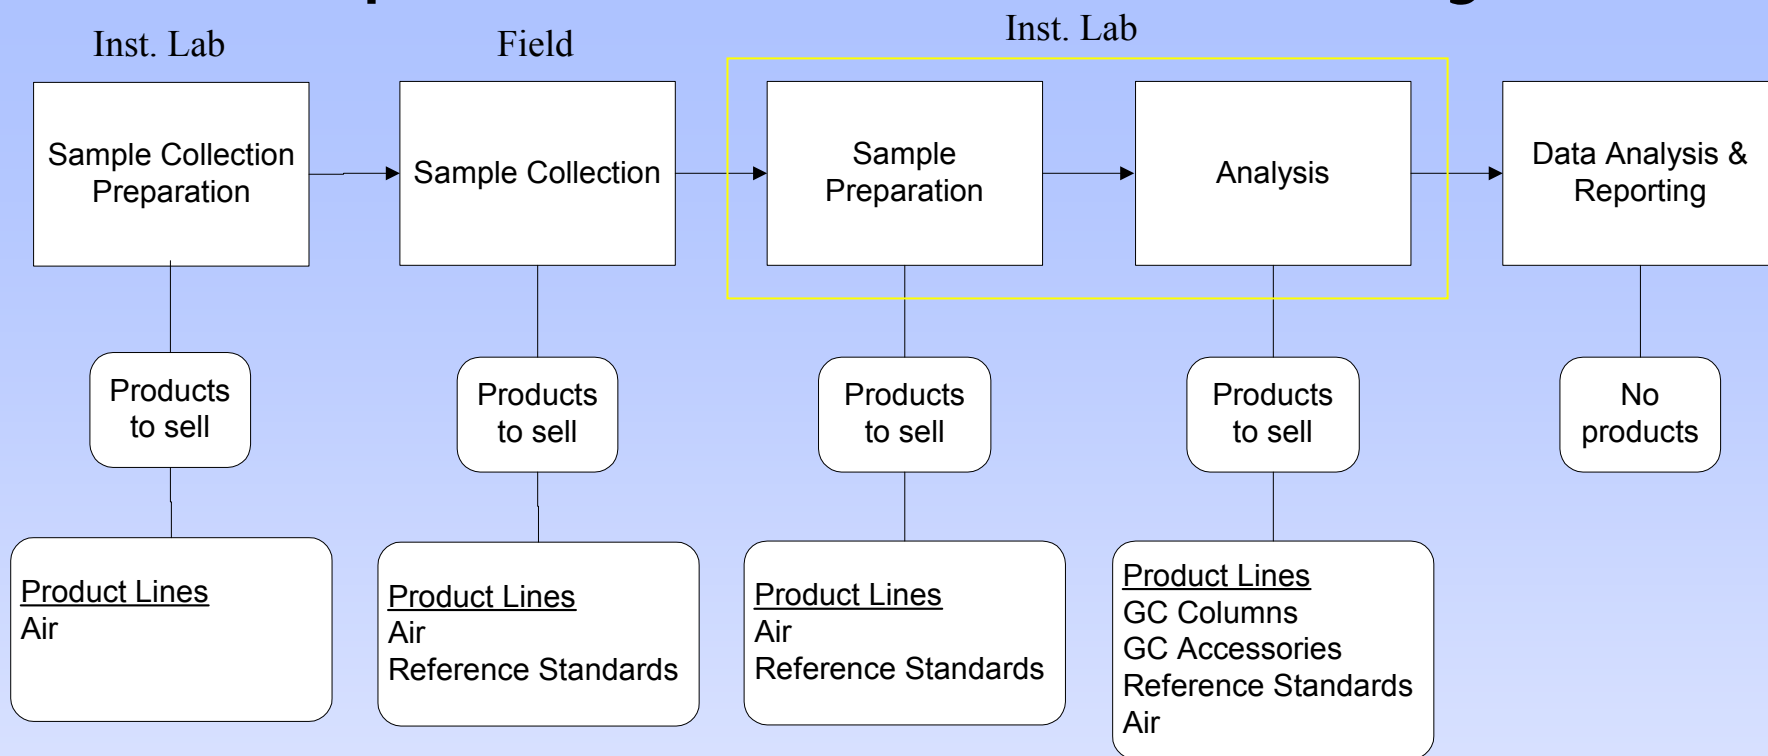 Inst. Lab
Field
Inst. Lab
Sample Collection
Preparation
Sample Collection
Sample
Preparation
Analysis
Data Analysis &
Reporting
Products
to sell
Products
to sell
Products
to sell
Products
to sell
No
products
Product Lines
Air
Product Lines
Air
Reference Standards
Product Lines
Air
Reference Standards
Product Lines
GC Columns
GC Accessories
Reference Standards
Air